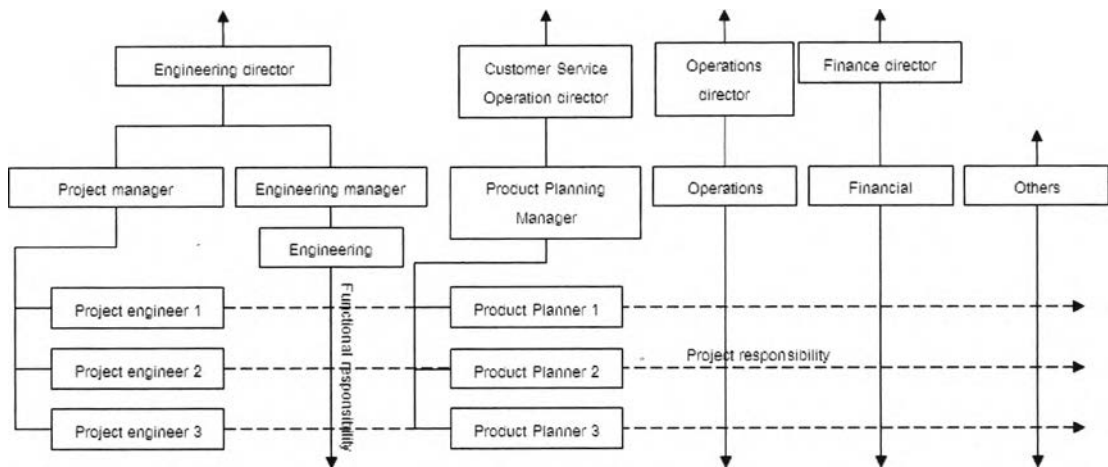 Engineering director
Customer Service
Operation director
Operations
director
Finance director
Project manager
Engineering manager
Product Planning
Manager
Operations
Financial
Others
Engineering
Functional responsibility
Project engineer 1
Product Planner 1
Project responsibility
Project engineer 2
Product Planner 2
Project engineer 3
Product Planner 3